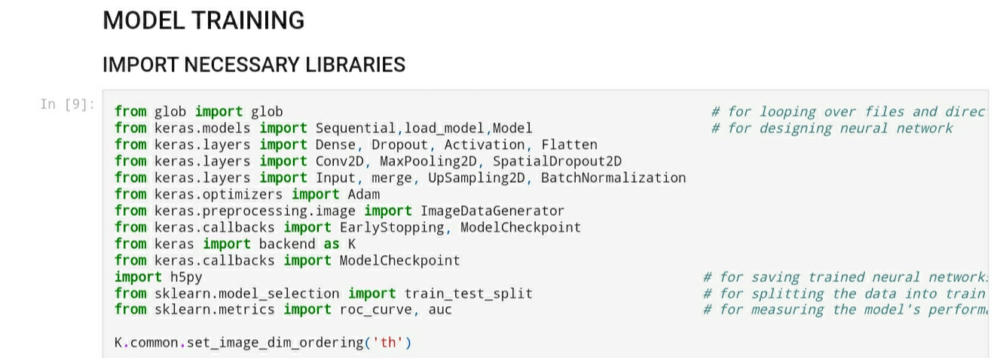 MODEL TRAINING
IMPORT NECESSARY LIBRARIES
In [9]:
from glob import glob # for looping over files and
from keras.models import Sequential,load_model,Model # for designing neural network
from keras.layers import Dense, Dropout, Activation, Flatten
from keras.layers import Conv2D, MaxPooling2D, SpatialDropout2D
from keras.layers import Input, merge, UpSampling2D, BatchNormalization
from keras.optimizers import Adam
from keras.preprocessing.image import ImageDataGenerator
from keras.callbacks import EarlyStopping, ModelCheckpoint
from keras import backend as K
from keras.callbacks import ModelCheckpoint
import h5py # for saving trained neural
from sklearn.model_selection import train_test_split # for splitting the data into train
from sklearn.metrics import roc_curve, auc # for measuring the model's
K.common.set_image_dim_ordering('th')